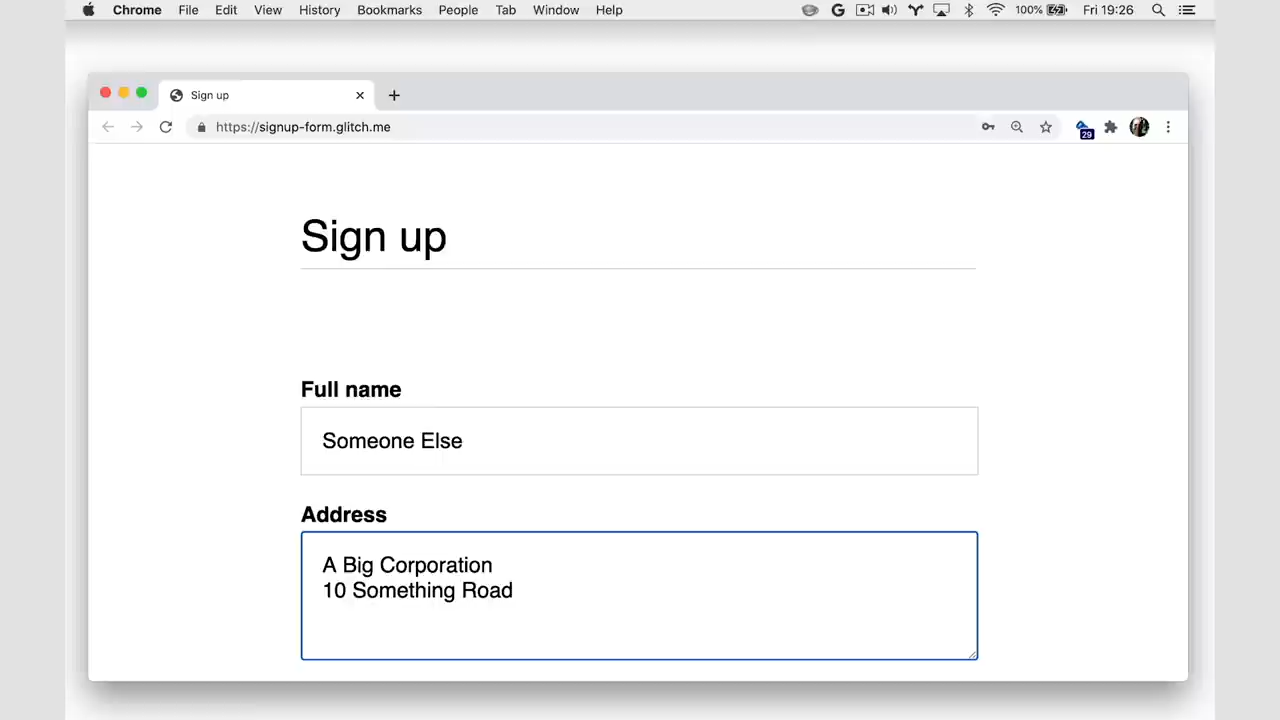 Chrome File Edit View History Bookmarks People Tab Window Help 100% Fri 19:26
Sign up
https://signup-form.glitch.me 29
Sign up
Full name
Someone Else
Address
A Big Corporation
10 Something Road